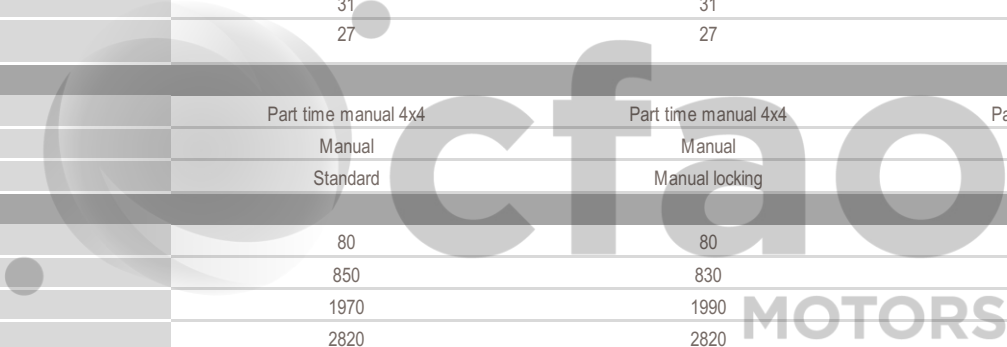 31 31
27 27
Part time manual 4x4 Part time manual 4x4
Manual Manual
Standard Manual locking
80 80
850 830
1970 1990
2820 2820
cfao
MOTORS